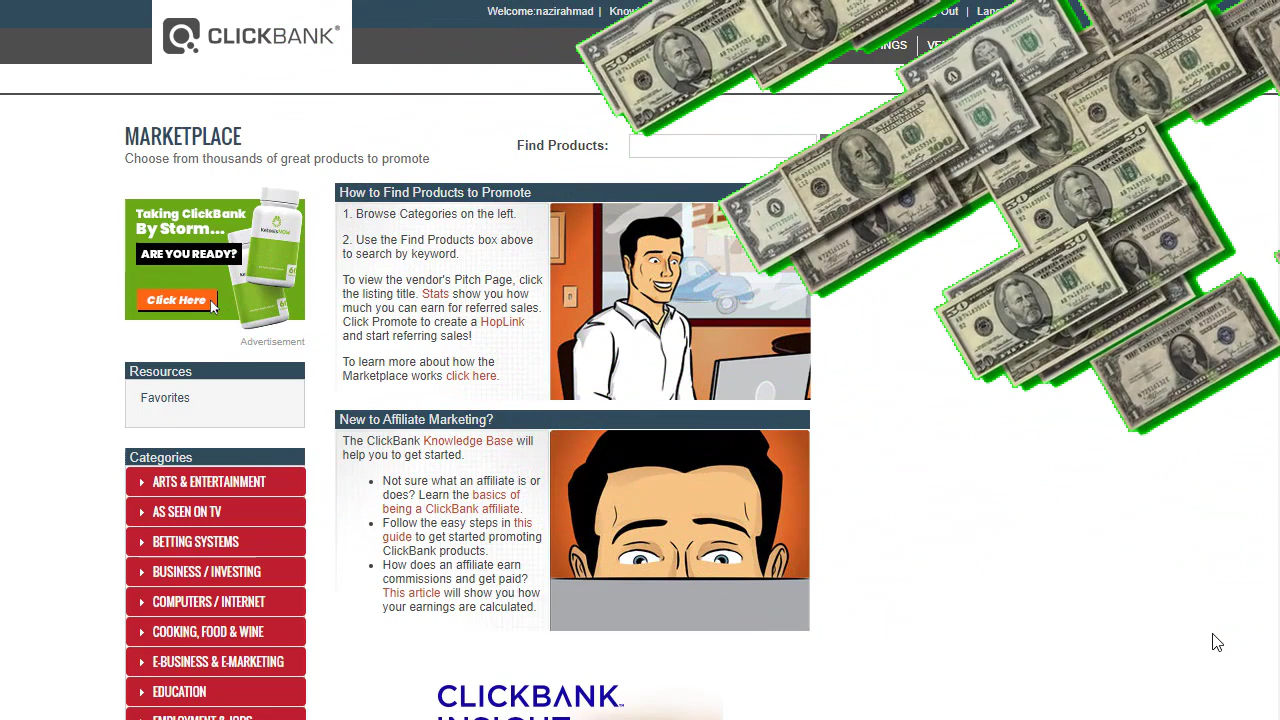 Welcome:nazirahmad |
Out | 
CLICKBANK®
MARKETPLACE
Choose from thousands of great products to promote
Find Products:
Taking ClickBank
By Storm...
ARE YOU READY?
Click Here
Advertisement
Resources
Favorites
Categories
ARTS & ENTERTAINMENT
AS SEEN ON TV
BETTING SYSTEMS
BUSINESS / INVESTING
COMPUTERS / INTERNET
COOKING, FOOD & WINE
E-BUSINESS & E-MARKETING
EDUCATION
How to Find Products to Promote
1. Browse Categories on the left.
2. Use the Find Products box above
to search by keyword.
To view the vendor's Pitch Page, click
the listing title. Stats show you how
much you can earn for referred sales.
Click Promote to create a HopLink
and start referring sales!
To learn more about how the
Marketplace works click here.
New to Affiliate Marketing?
The ClickBank Knowledge Base will
help you to get started.
Not sure what an affiliate is or
does? Learn the basics of
being a ClickBank affiliate.
Follow the easy steps in this
guide to get started promoting
ClickBank products.
How does an affiliate earn
commissions and get paid?
This article will show you how
your earnings are calculated.
CLICKBANK™
INSIGHT